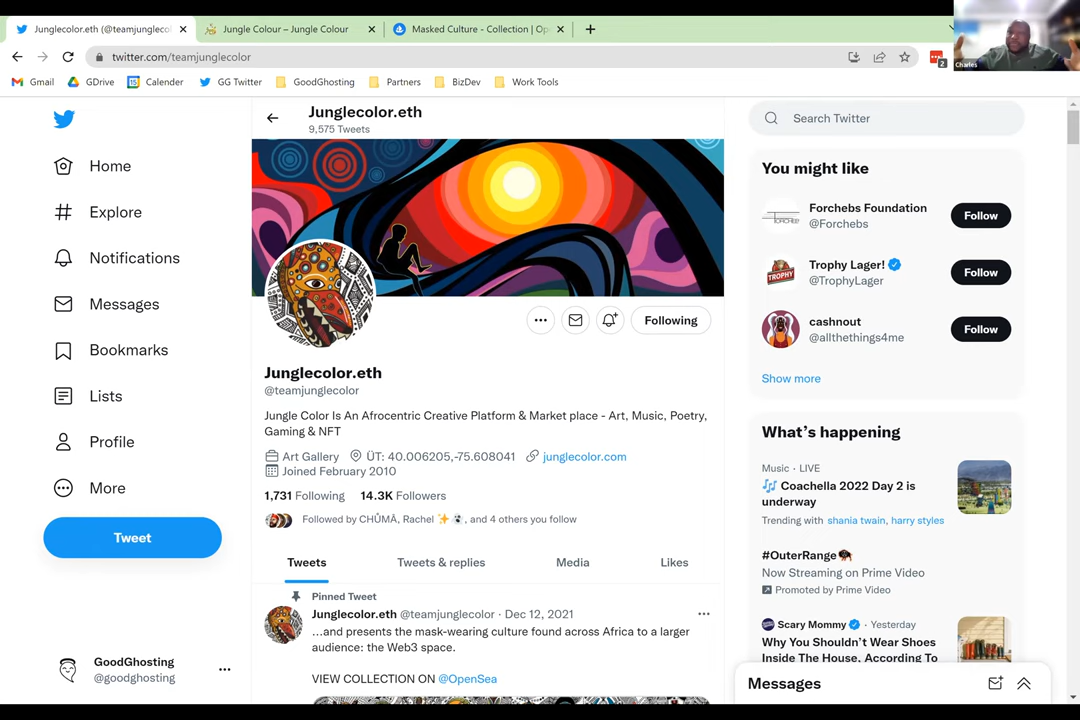 Junglecolor.eth (@teamjunglecol
Jungle Colour – Jungle Colour
Masked Culture - Collection | Op
twitter.com/teamjunglecolor
2
Charles
Gmail
GDrive
Calender
GG Twitter
GoodGhosting
Partners
BizDev
Work Tools
Home
Explore
Notifications
Messages
Bookmarks
Lists
Profile
More
Tweet
GoodGhosting
@goodghosting
Junglecolor.eth
9,575 Tweets
Following
Junglecolor.eth
@teamjunglecolor
Jungle Color Is An Afrocentric Creative Platform & Market place - Art, Music, Poetry,
Gaming & NFT
Art Gallery ÜT: 40.006205,-75.608041 junglecolor.com
Joined February 2010
1,731 Following 14.3K Followers
Followed by CHŮMÃ, Rachel ✨, and 4 others you follow
Tweets
Tweets & replies
Media
Likes
Pinned Tweet
Junglecolor.eth @teamjunglecolor · Dec 12, 2021
...and presents the mask-wearing culture found across Africa to a larger
audience: the Web3 space.
VIEW COLLECTION ON @OpenSea
Search Twitter
You might like
FORCHEBS
Forchebs Foundation
@Forchebs
Follow
TROPHY
Trophy Lager!
@TrophyLager
Follow
cashnout
@allthethings4me
Follow
Show more
What's happening
Music · LIVE
🎶 Coachella 2022 Day 2 is
underway
Trending with shania twain, harry styles
#OuterRange
Now Streaming on Prime Video
Promoted by Prime Video
Scary Mommy · Yesterday
Why You Shouldn't Wear Shoes
Inside The House, According To
Messages